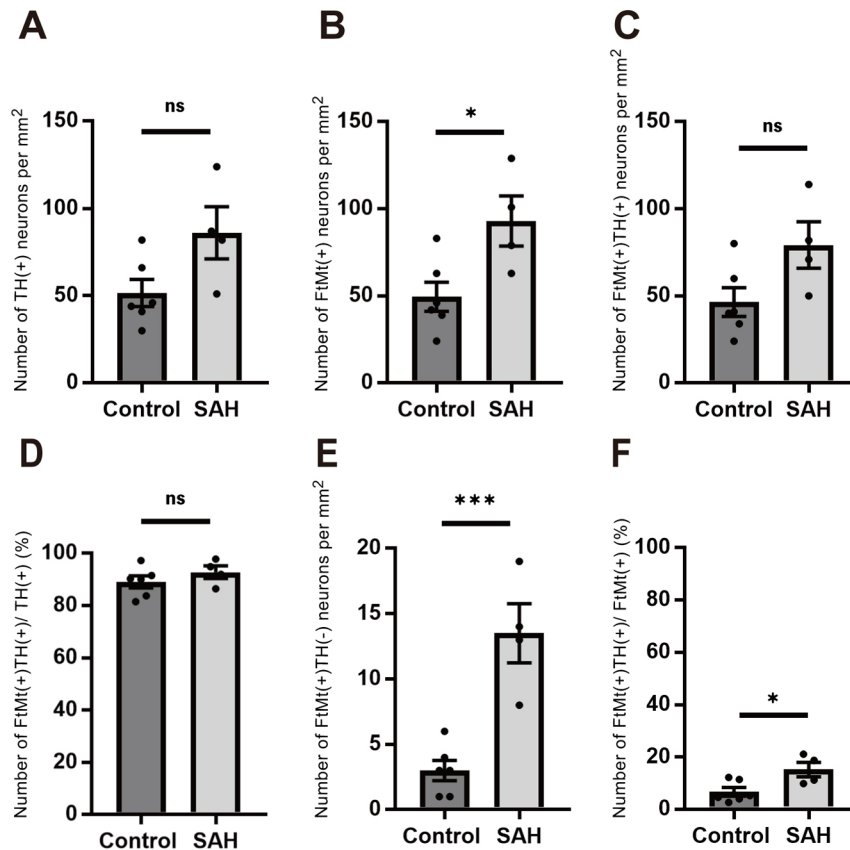 A
B
C
Number of TH(+) neurons per mm2
150
100
50
0
ns
Control SAH
Number of FtMt(+) neurons per mm2
150
100
50
0
*
Control SAH
Number of FtMt(+)TH(+) neurons per mm2
150
100
50
0
ns
Control SAH
D
E
F
Number of FtMt(+)TH(+)/ TH(+) (%)
100
80
60
40
20
0
ns
Control SAH
Number of FtMt(+)TH(-) neurons per mm2
20
15
10
5
0
***
Control SAH
Number of FtMt(+)TH(+)/ FtMt(+) (%)
100
80
60
40
20
0
*
Control SAH